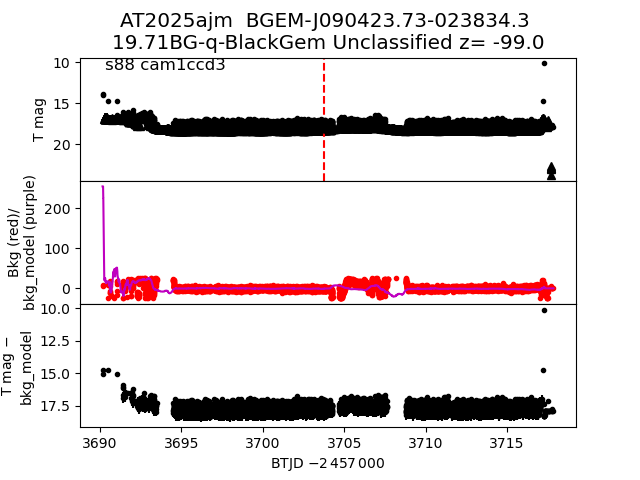 AT2025ajm  BGEM-J090423.73-023834.3
19.71BG-q-BlackGem Unclassified z= -99.0
s88 cam1ccd3
T mag
10
15
20
Bkg (red)/
bkg_model (purple)
200
100
0
T mag −
bkg_model
10.0
12.5
15.0
17.5
3690 3695 3700 3705 3710 3715
BTJD −2 457 000